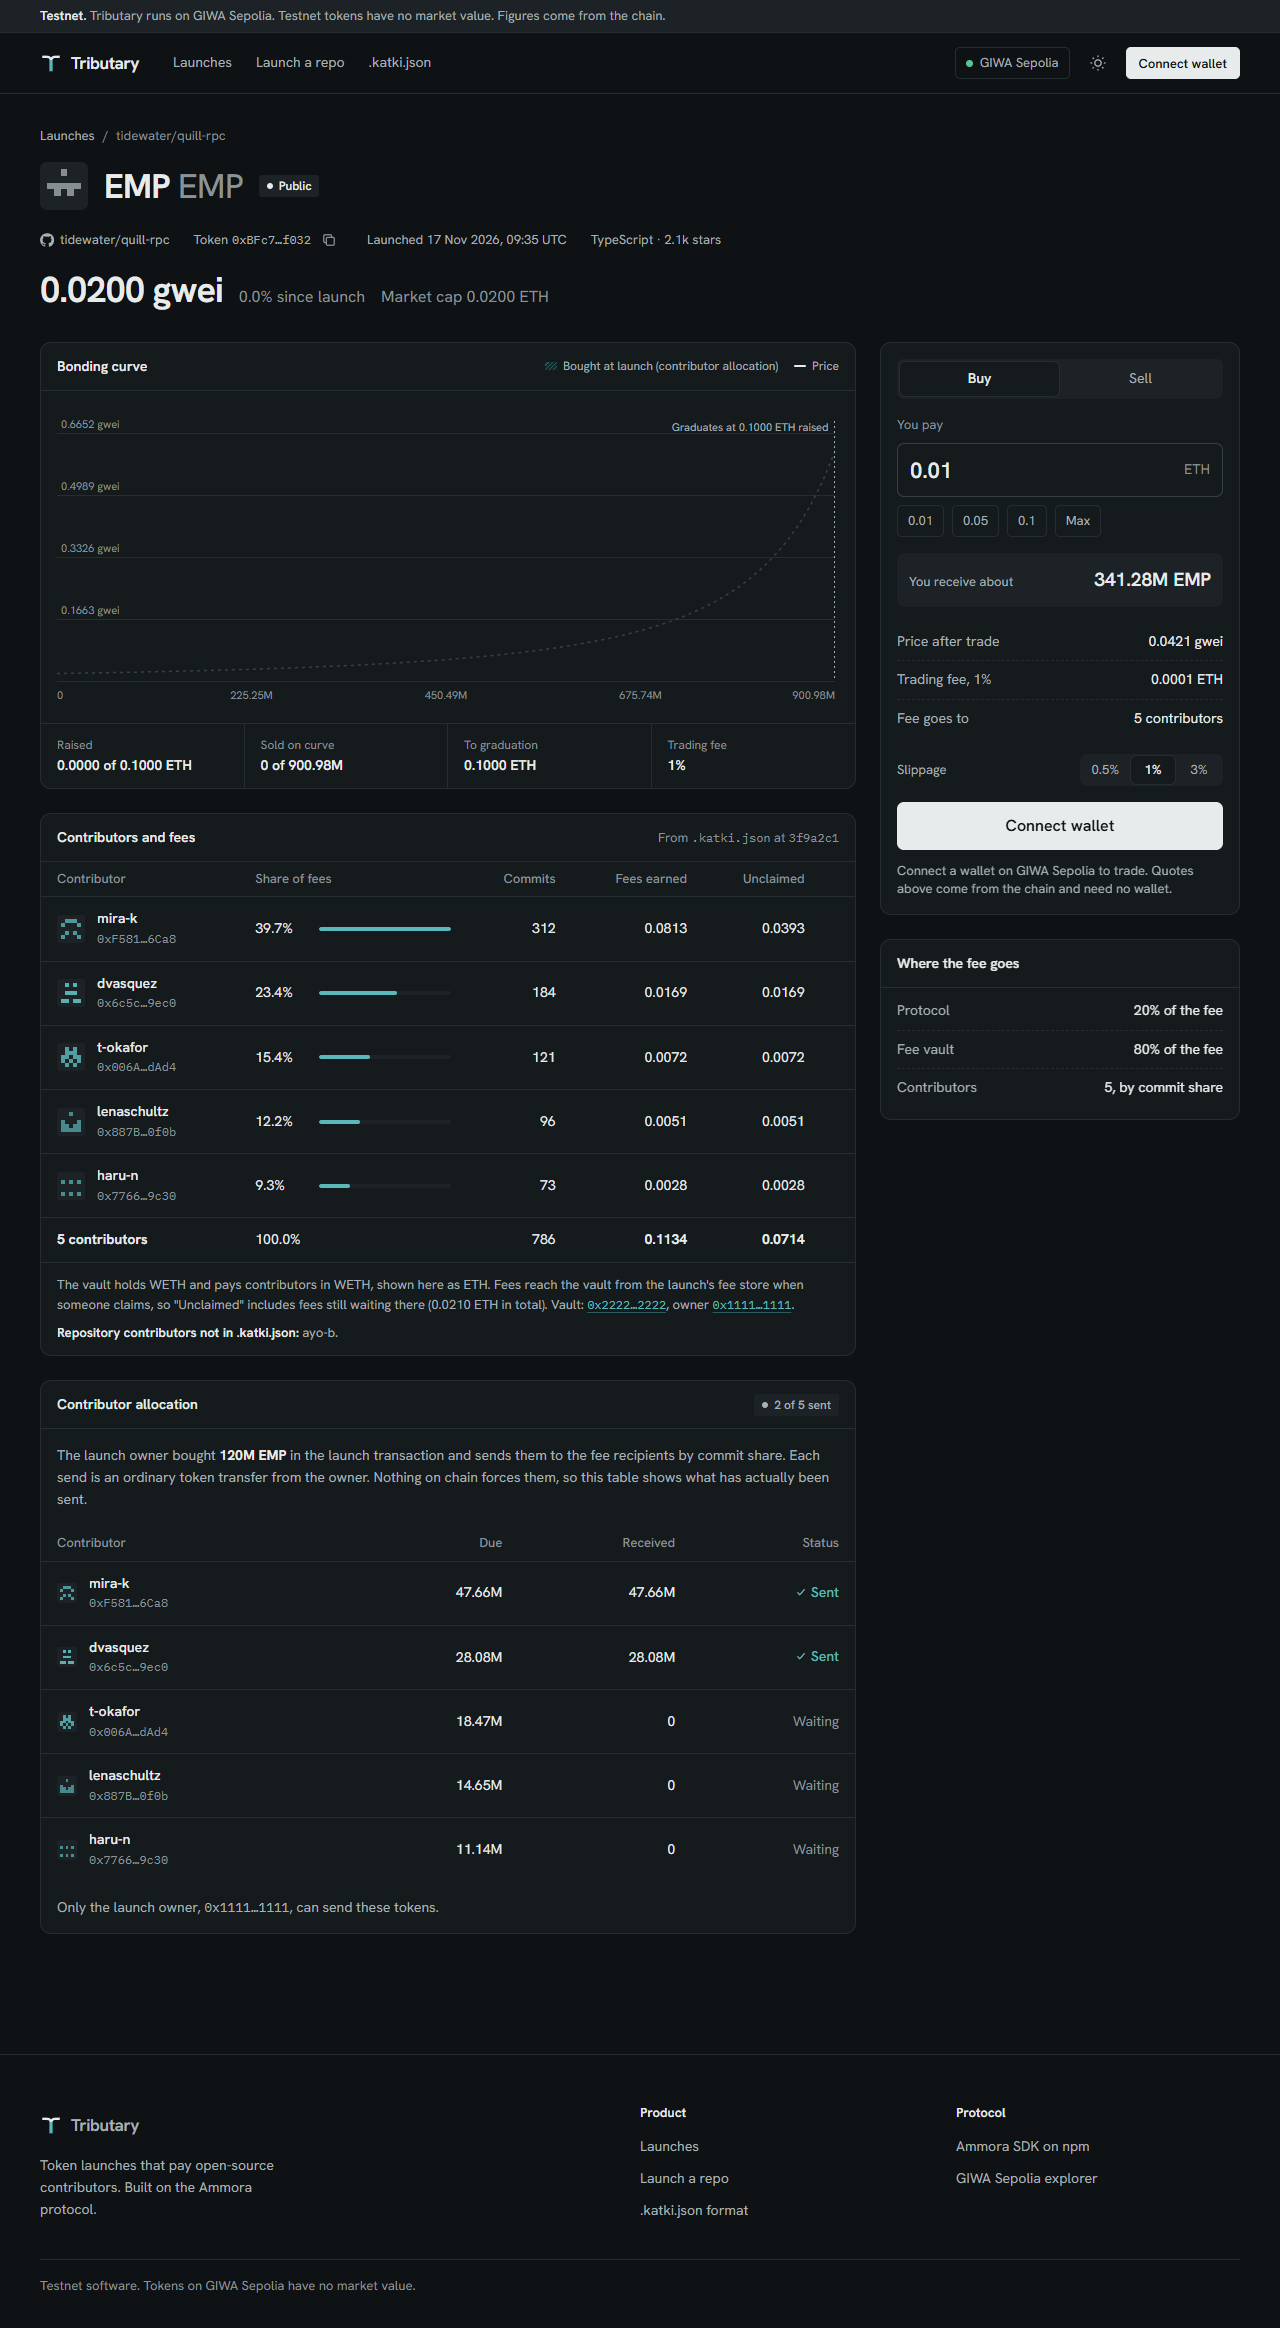 Testnet. Tributary runs on GIWA Sepolia. Testnet tokens have no market value. Figures come from the chain.
Tributary
Launches
Launch a repo
.katki.json
GIWA Sepolia
Connect wallet
Launches / tidewater/quill-rpc
EMP EMP
Public
tidewater/quill-rpc
Token 0xBFc7…f032
Launched 17 Nov 2026, 09:35 UTC
TypeScript · 2.1k stars
0.0200 gwei 0.0% since launch Market cap 0.0200 ETH
Bonding curve
Bought at launch (contributor allocation)
Price
0.6652 gwei
Graduates at 0.1000 ETH raised
0.4989 gwei
0.3326 gwei
0.1663 gwei
0 225.25M 450.49M 675.74M 900.98M
Raised
0.0000 of 0.1000 ETH
Sold on curve
0 of 900.98M
To graduation
0.1000 ETH
Trading fee
1%
Buy
Sell
You pay
0.01 ETH
0.01 0.05 0.1 Max
You receive about 341.28M EMP
Price after trade 0.0421 gwei
Trading fee, 1% 0.0001 ETH
Fee goes to 5 contributors
Slippage 0.5% 1% 3%
Connect wallet
Connect a wallet on GIWA Sepolia to trade. Quotes
above come from the chain and need no wallet.
Where the fee goes
Protocol 20% of the fee
Fee vault 80% of the fee
Contributors 5, by commit share
Contributors and fees
From .katki.json at 3f9a2c1
Contributor Share of fees Commits Fees earned Unclaimed
mira-k
0xF581…6Ca8
39.7% 312 0.0813 0.0393
dvasquez
0x6c5c…9ec0
23.4% 184 0.0169 0.0169
t-okafor
0x006A…dAd4
15.4% 121 0.0072 0.0072
lenaschultz
0x887B…0f0b
12.2% 96 0.0051 0.0051
haru-n
0x7766…9c30
9.3% 73 0.0028 0.0028
5 contributors 100.0% 786 0.1134 0.0714
The vault holds WETH and pays contributors in WETH, shown here as ETH. Fees reach the vault from the launch's fee store when
someone claims, so "Unclaimed" includes fees still waiting there (0.0210 ETH in total). Vault: 0x2222…2222, owner 0x1111…1111.
Repository contributors not in .katki.json: ayo-b.
Contributor allocation
2 of 5 sent
The launch owner bought 120M EMP in the launch transaction and sends them to the fee recipients by commit share. Each
send is an ordinary token transfer from the owner. Nothing on chain forces them, so this table shows what has actually been
sent.
Contributor Due Received Status
mira-k
0xF581…6Ca8
47.66M 47.66M Sent
dvasquez
0x6c5c…9ec0
28.08M 28.08M Sent
t-okafor
0x006A…dAd4
18.47M 0 Waiting
lenaschultz
0x887B…0f0b
14.65M 0 Waiting
haru-n
0x7766…9c30
11.14M 0 Waiting
Only the launch owner, 0x1111…1111, can send these tokens.
Tributary
Token launches that pay open-source
contributors. Built on the Ammora
protocol.
Product
Launches
Launch a repo
.katki.json format
Protocol
Ammora SDK on npm
GIWA Sepolia explorer
Testnet software. Tokens on GIWA Sepolia have no market value.